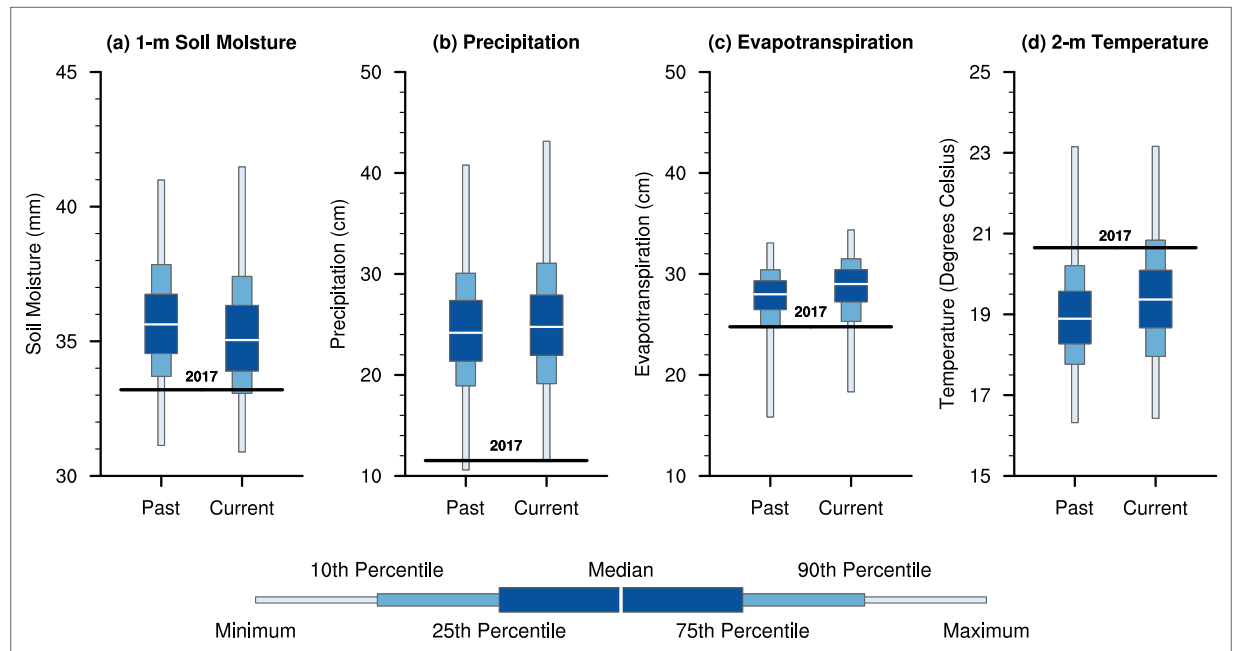 (a) 1-m Soil MoIsture
(b) Precipitation
(c) Evapotranspiration
(d) 2-m Temperature
Soil Moisture (mm)
45
40
35
30
2017
Past Current
Precipitation (cm)
50
40
30
20
10
2017
Past Current
Evapotranspiration (cm)
50
40
30
20
10
2017
Past Current
Temperature (Degrees Celsius)
25
23
21
19
17
15
2017
Past Current
10th Percentile Median 90th Percentile
Minimum 25th Percentile 75th Percentile Maximum